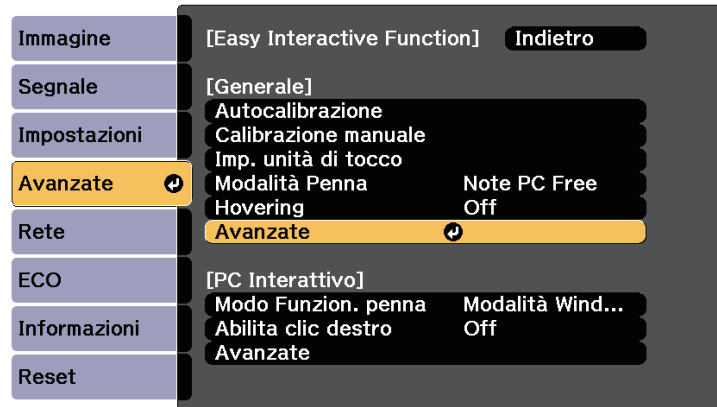 Immagine
Segnale
Impostazioni
Avanzate
Rete
ECO
Informazioni
Reset
[Easy Interactive Function] Indietro
[Generale]
Autocalibrazione
Calibrazione manuale
Imp. unità di tocco
Modalità Penna Note PC Free
Hovering Off
Avanzate
[PC Interattivo]
Modo Funzion. penna Modalità Wind...
Abilita clic destro Off
Avanzate